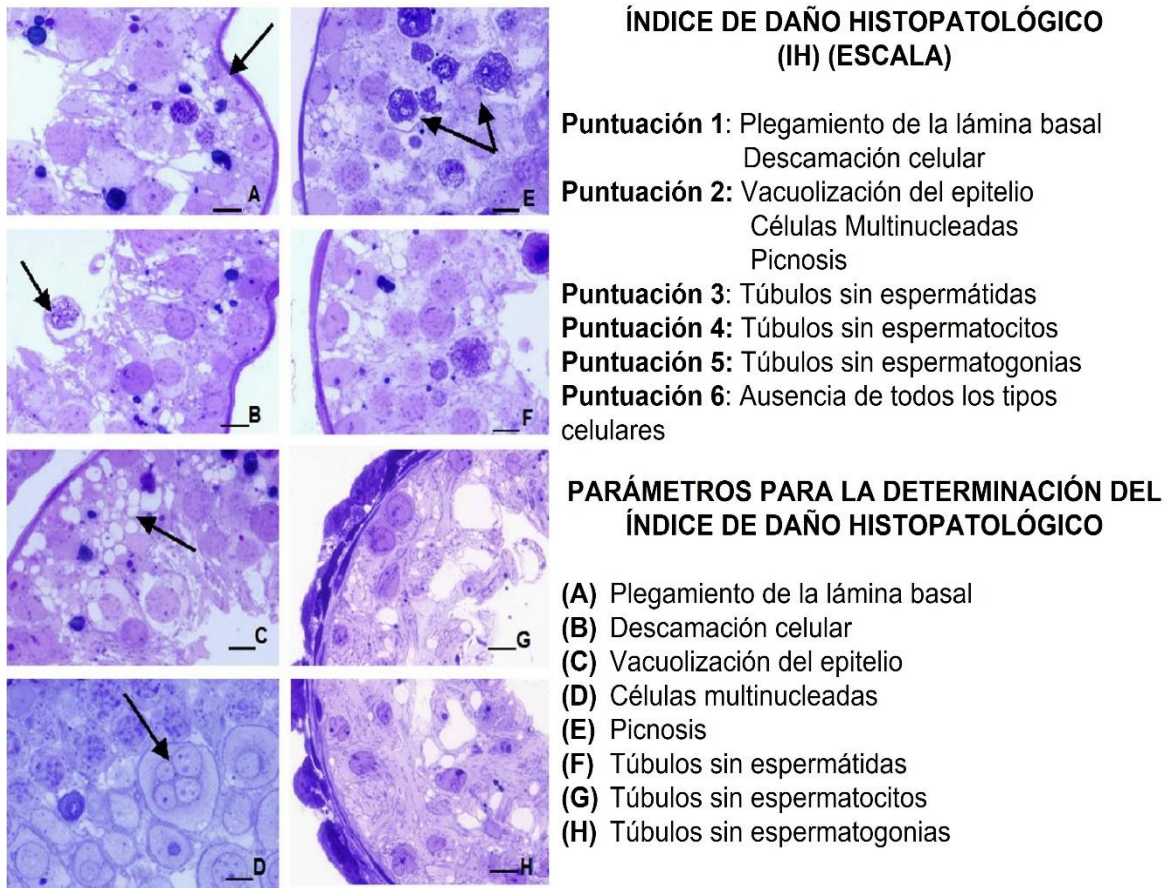 A
B
C
D
E
F
G
H
ÍNDICE DE DAÑO HISTOPATOLÓGICO
(IH) (ESCALA)
Puntuación 1: Plegamiento de la lámina basal
Descamación celular
Puntuación 2: Vacuolización del epitelio
Células Multinucleadas
Picnosis
Puntuación 3: Túbulos sin espermátidas
Puntuación 4: Túbulos sin espermatocitos
Puntuación 5: Túbulos sin espermatogonias
Puntuación 6: Ausencia de todos los tipos
celulares
PARÁMETROS PARA LA DETERMINACIÓN DEL
ÍNDICE DE DAÑO HISTOPATOLÓGICO
(A) Plegamiento de la lámina basal
(B) Descamación celular
(C) Vacuolización del epitelio
(D) Células multinucleadas
(E) Picnosis
(F) Túbulos sin espermátidas
(G) Túbulos sin espermatocitos
(H) Túbulos sin espermatogonias